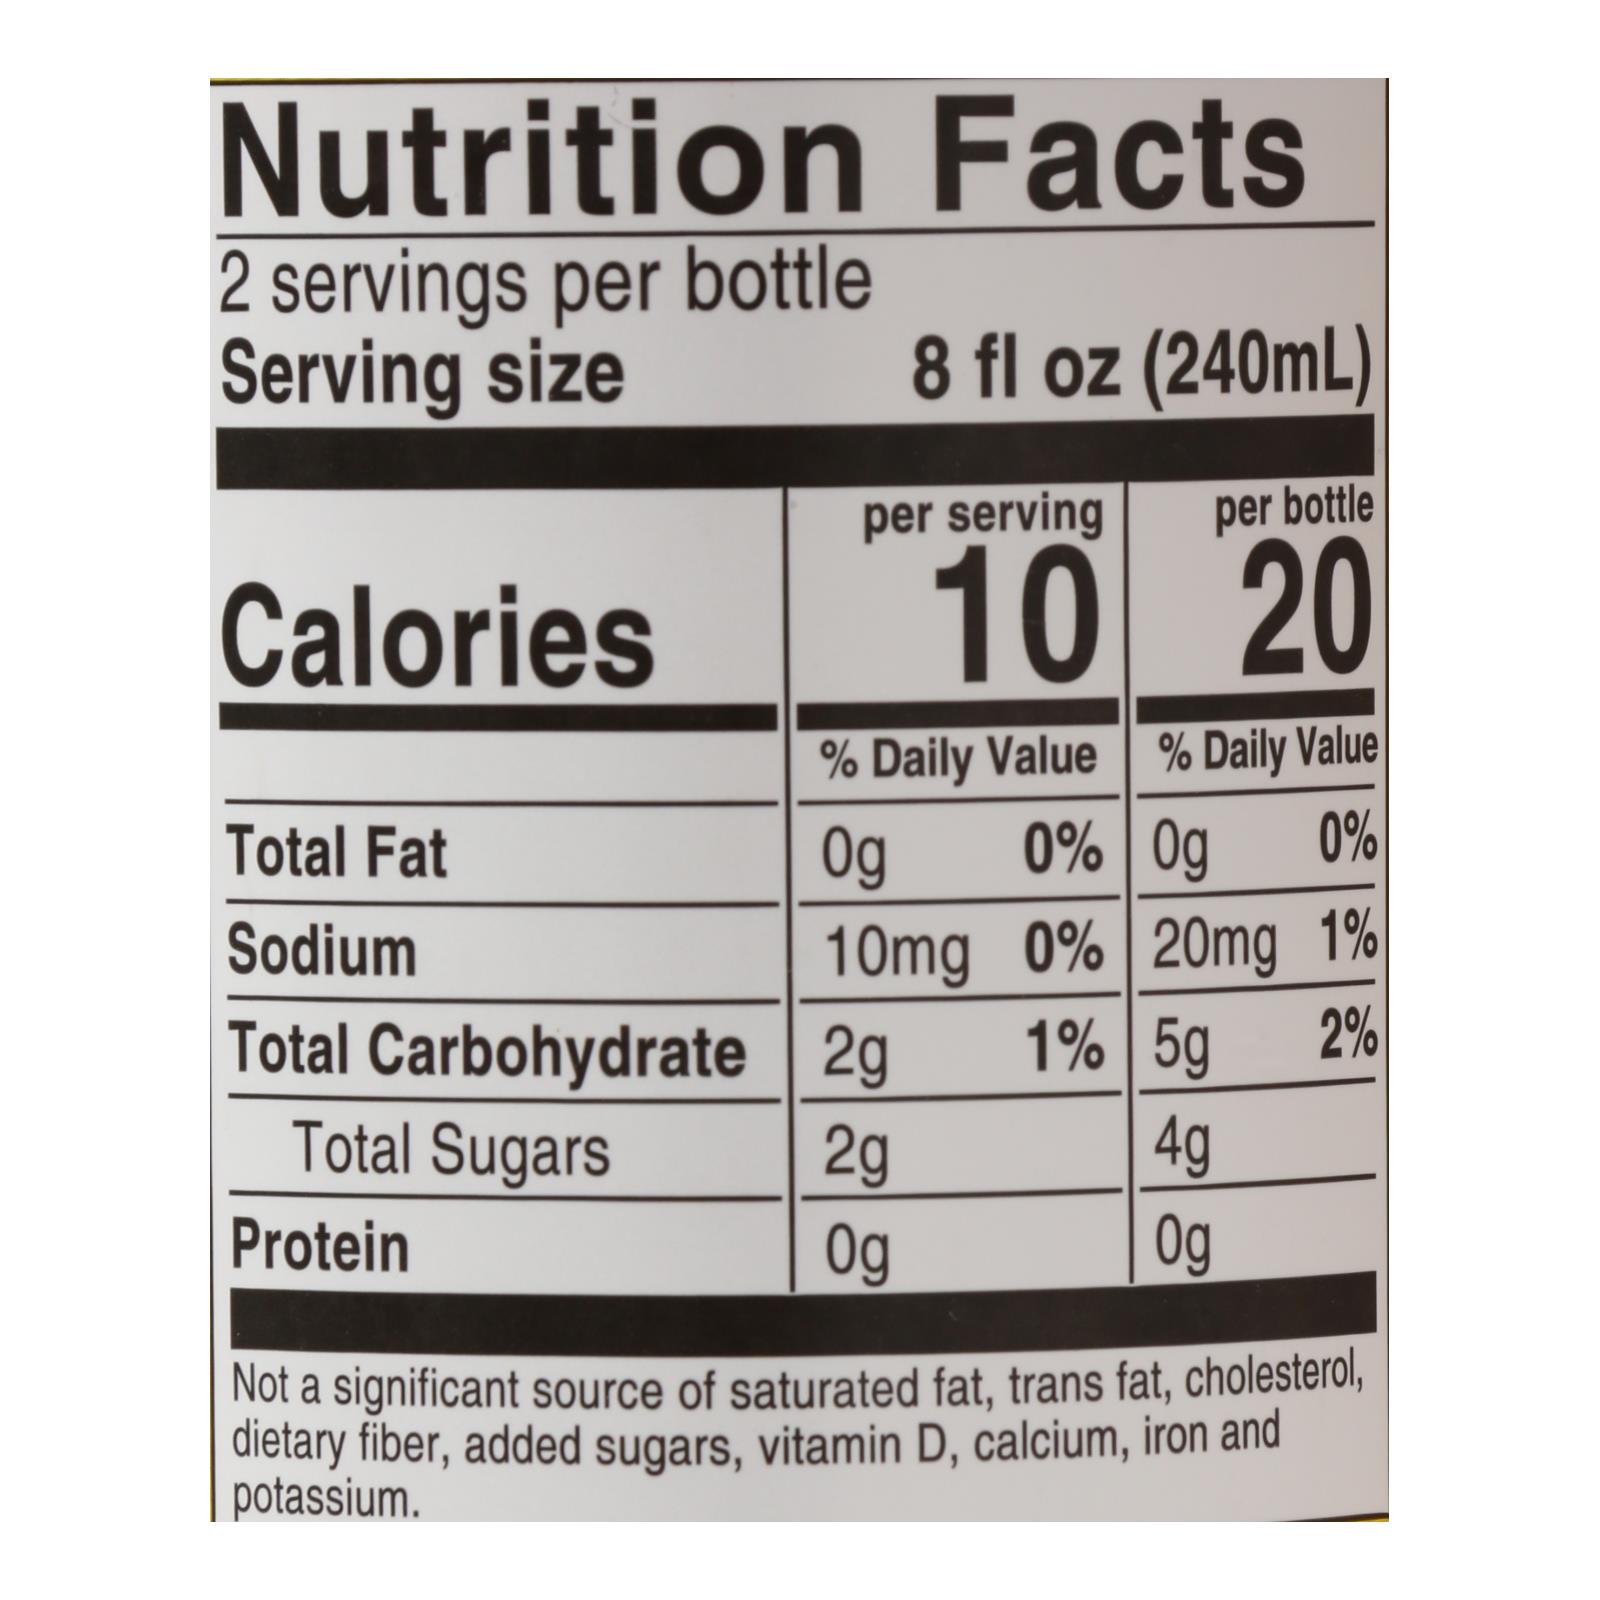 Nutrition Facts
2 servings per bottle
Serving size 8 fl oz (240mL)
per serving per bottle
Calories 10 20
% Daily Value % Daily Value
Total Fat 0g 0% 0g 0%
Sodium 10mg 0% 20mg 1%
Total Carbohydrate 2g 1% 5g 2%
Total Sugars 2g 4g
Protein 0g 0g
Not a significant source of saturated fat, trans fat, cholesterol,
dietary fiber, added sugars, vitamin D, calcium, iron and
potassium.